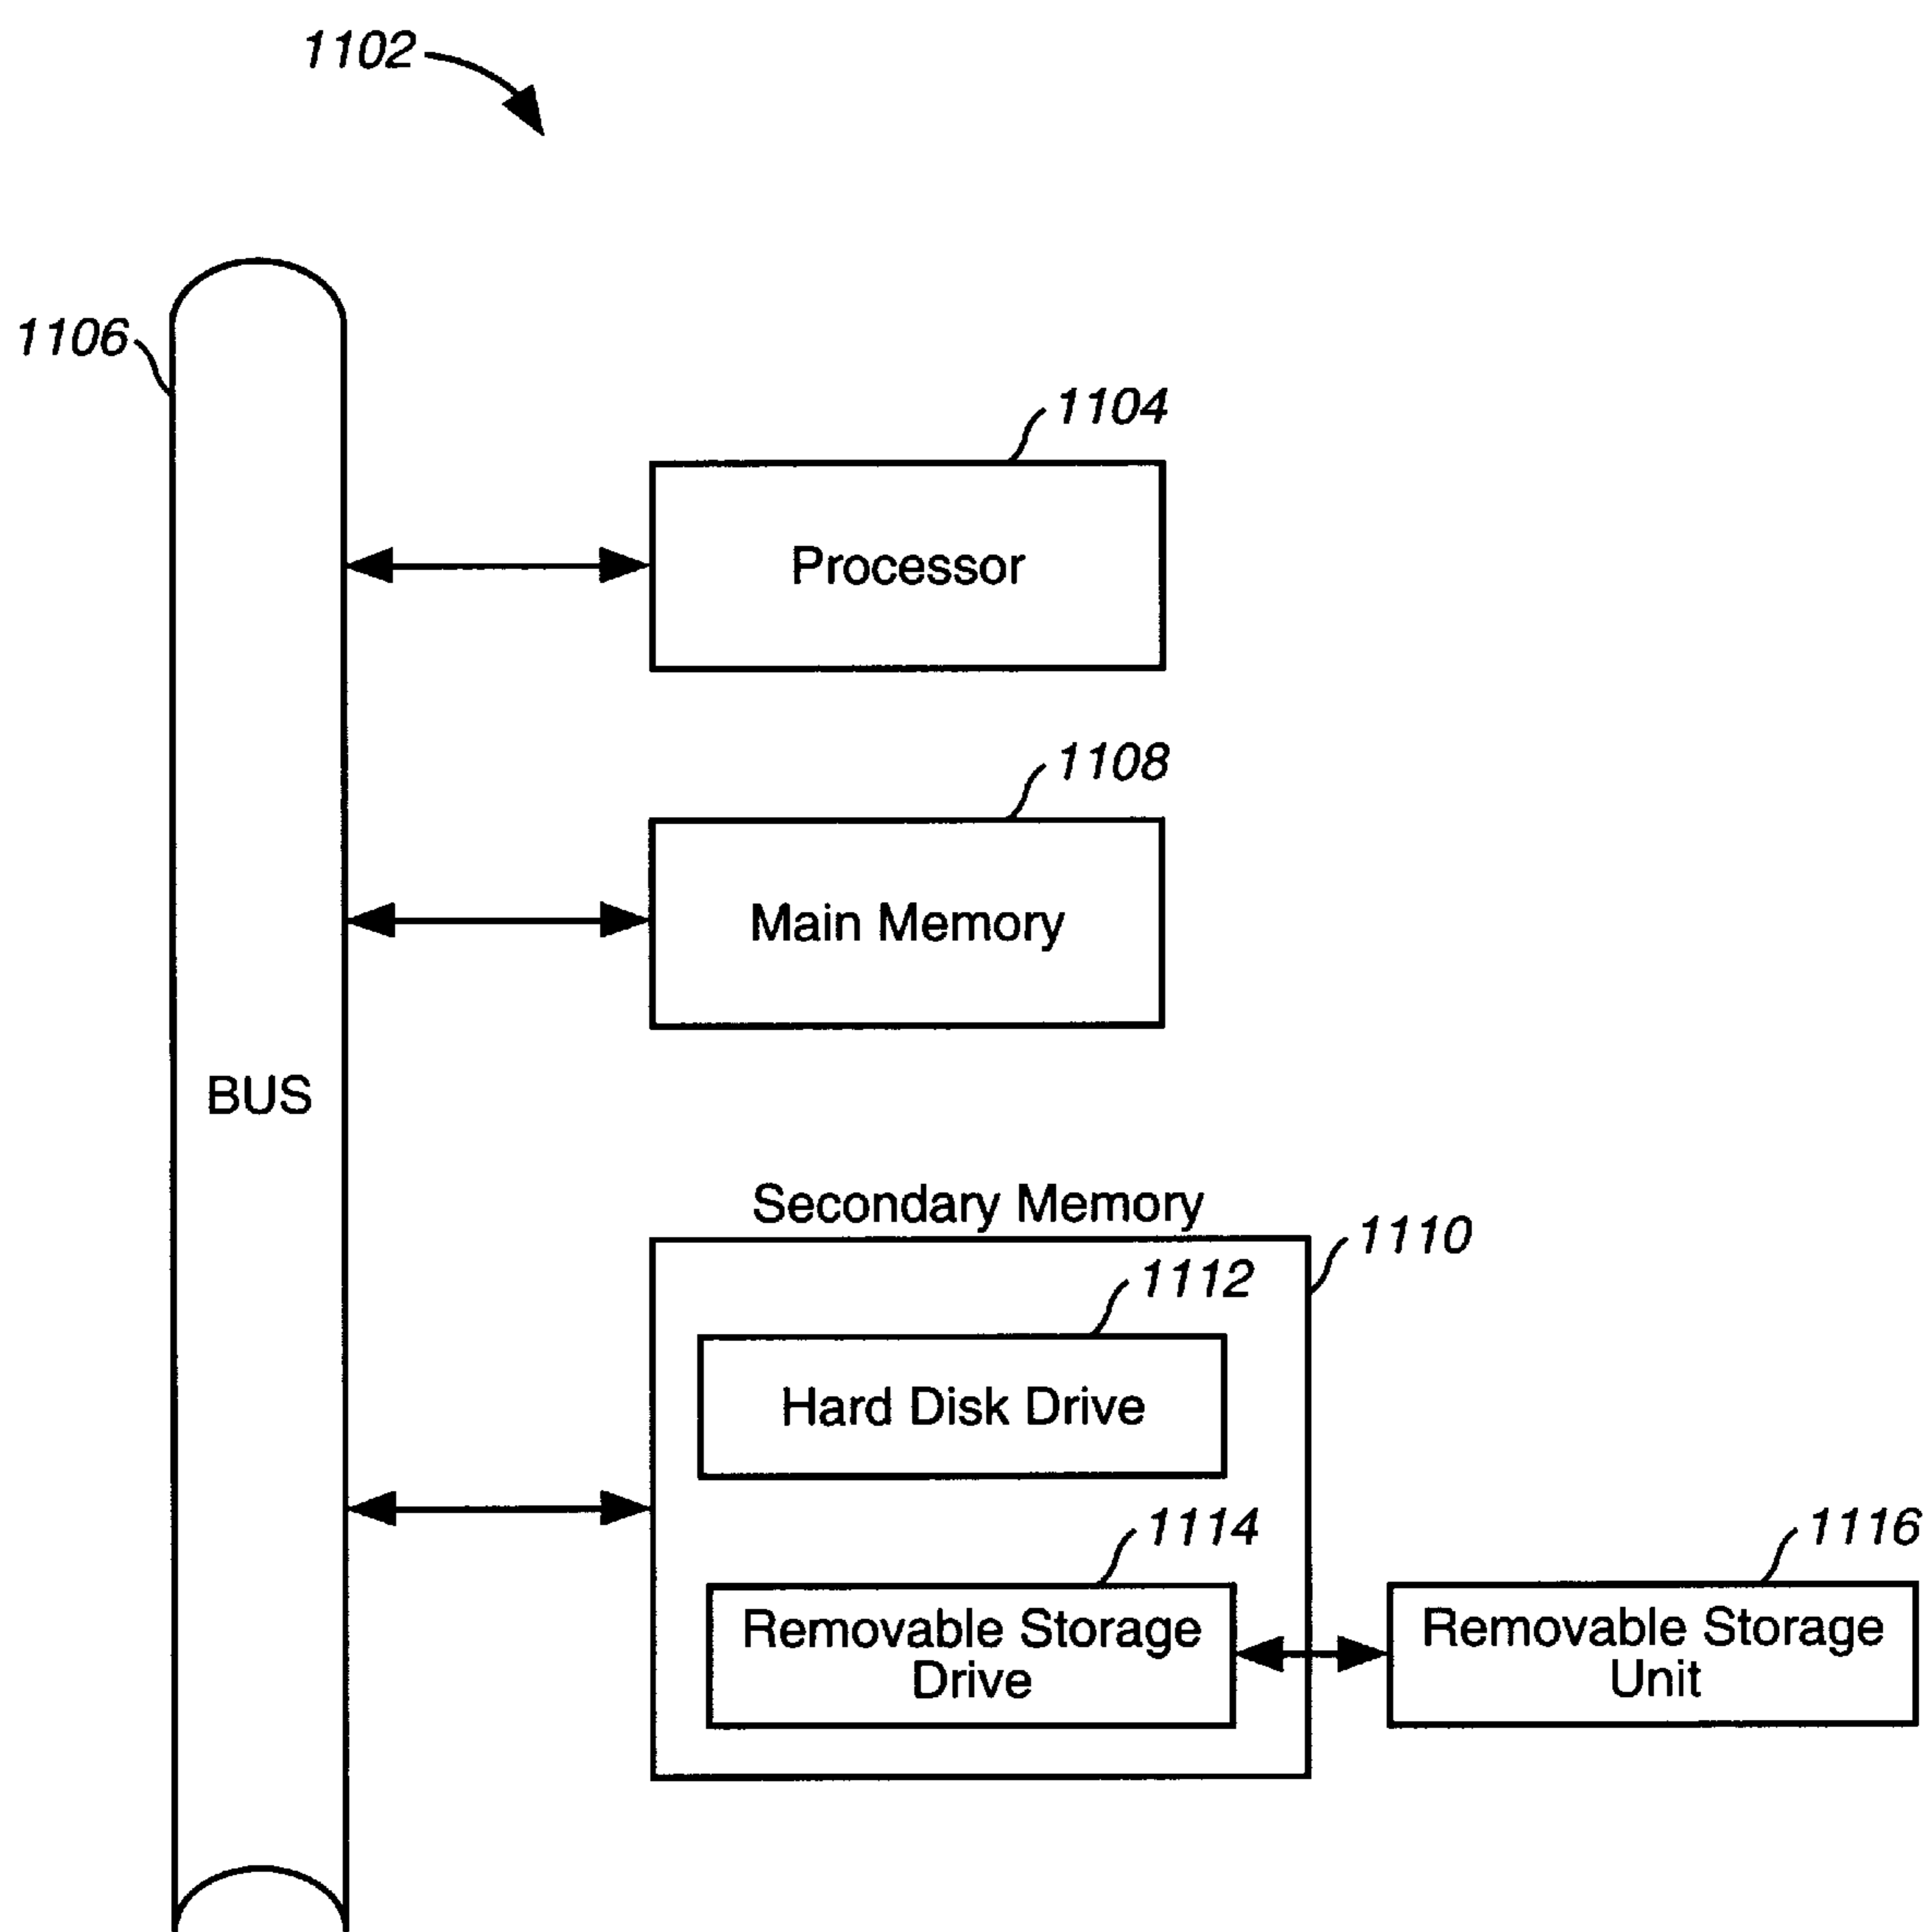 1102
1106
1104
Processor
1108
Main Memory
BUS
Secondary Memory
1110
1112
Hard Disk Drive
1114
Removable Storage
Drive
1116
Removable Storage
Unit